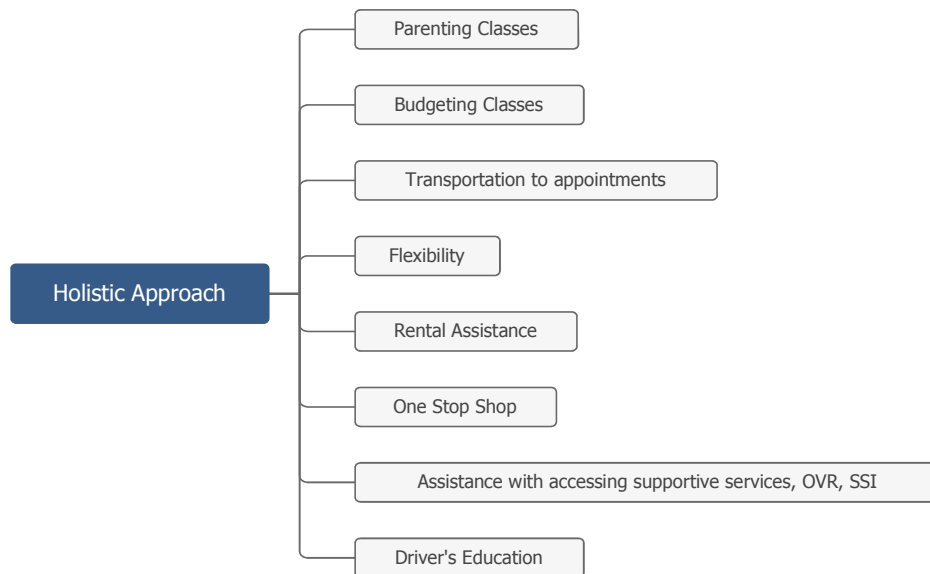 Parenting Classes
Budgeting Classes
Transportation to appointments
Flexibility
Holistic Approach
Rental Assistance
One Stop Shop
Assistance with accessing supportive services, OVR, SSI
Driver's Education